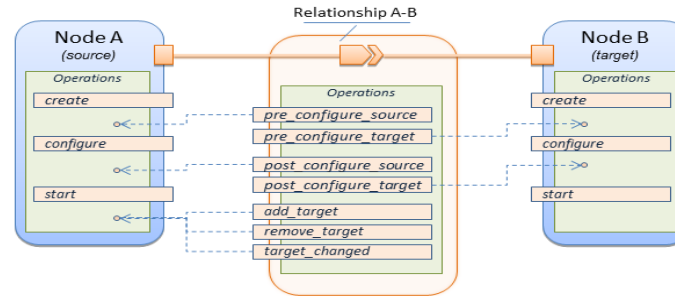 Relationship A-B
Node A
(source)
Operations
create
configure
start
Operations
pre_configure_source
pre_configure_target
post_configure_source
post_configure_target
add_target
remove_target
target_changed
Node B
(target)
Operations
create
configure
start